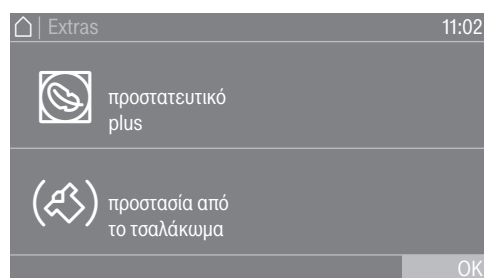 | Extras 11:02
προστατευτικό
plus
προστασία από
το τσαλάκωμα
OK